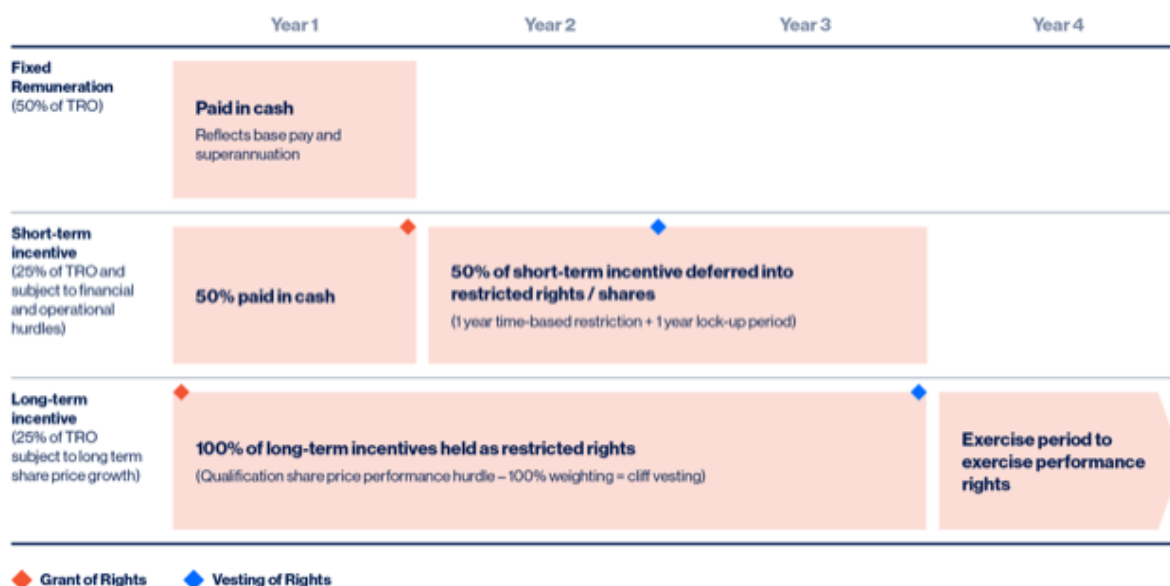 Year 1 Year 2 Year 3 Year 4
Fixed
Remuneration
(50% of TRO)
Paid in cash
Reflects base pay and
superannuation
Short-term
incentive
(25% of TRO and
subject to financial
and operational
hurdles)
50% paid in cash
50% of short-term incentive deferred into
restricted rights / shares
(1 year time-based restriction + 1 year lock-up period)
Long-term
incentive
(25% of TRO
subject to long term
share price growth)
100% of long-term incentives held as restricted rights
(Qualification share price performance hurdle – 100% weighting = cliff vesting)
Exercise period to
exercise performance
rights
Grant of Rights Vesting of Rights